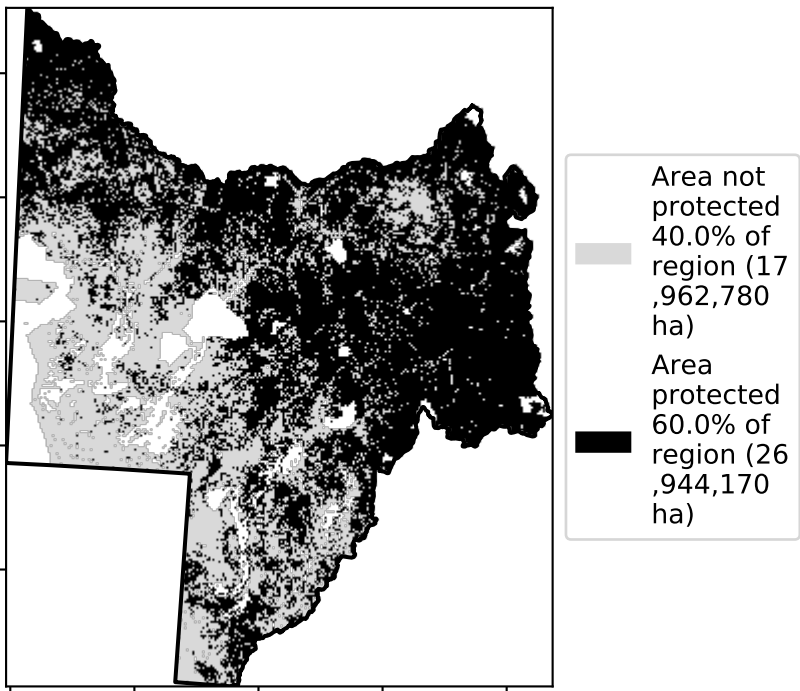 Area not
protected
40.0% of
region (17
,962,780
ha)
Area
protected
60.0% of
region (26
,944,170
ha)